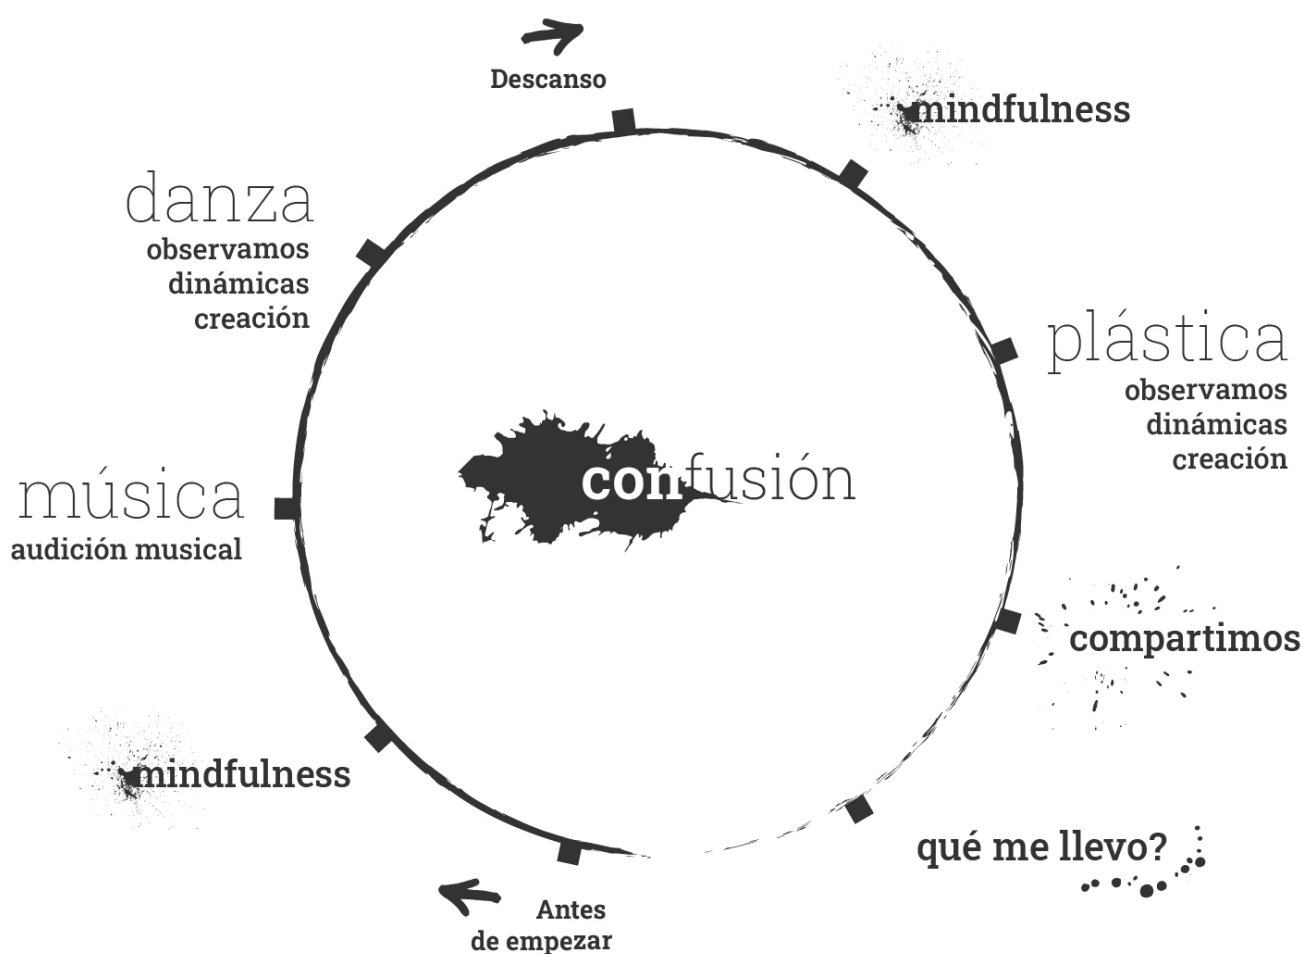 Descanso
mindfulness
danza
observamos
dinámicas
creación
plástica
observamos
dinámicas
creación
confusión
música
audición musical
compartimos
mindfulness
qué me llevo?
Antes
de empezar